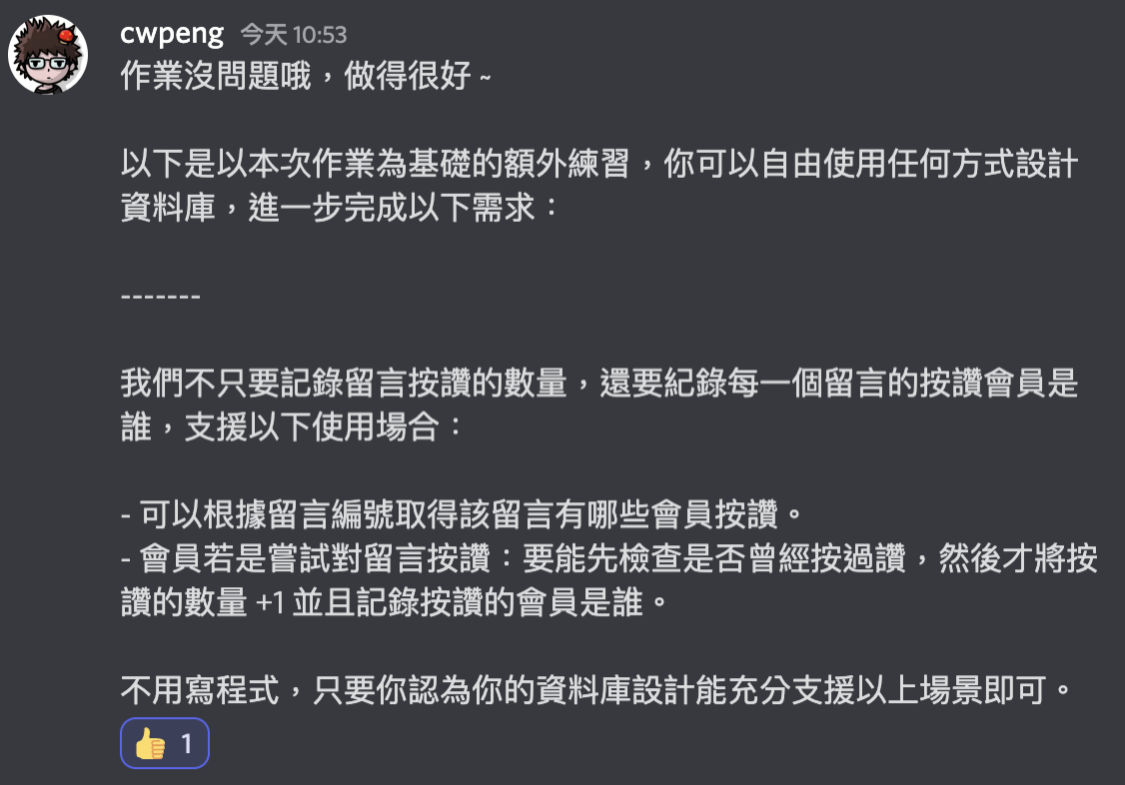 cwpeng 今天 10:53
作業沒問題哦，做得很好 ~
以下是以本次作業為基礎的額外練習，你可以自由使用任何方式設計
資料庫，進一步完成以下需求：
-------
我們不只要記錄留言按讚的數量，還要紀錄每一個留言的按讚會員是
誰，支援以下使用場合：
- 可以根據留言編號取得該留言有哪些會員按讚。
- 會員若是嘗試對留言按讚：要能先檢查是否曾經按過讚，然後才將按
讚的數量 +1 並且記錄按讚的會員是誰。
不用寫程式，只要你認為你的資料庫設計能充分支援以上場景即可。
1